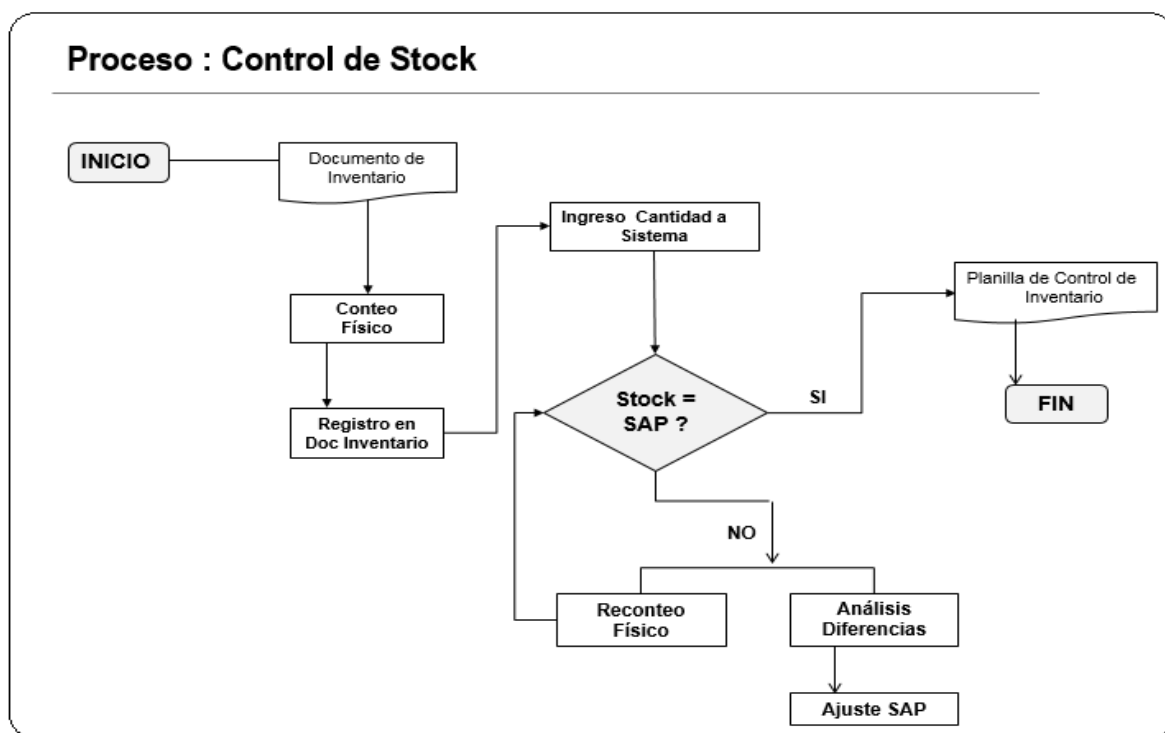 Proceso : Control de Stock
INICIO
Documento de
Inventario
Conteo
Físico
Registro en
Doc Inventario
Ingreso Cantidad a
Sistema
Stock =
SAP ?
SI
Planilla de Control de
Inventario
FIN
NO
Reconteo
Físico
Análisis
Diferencias
Ajuste SAP